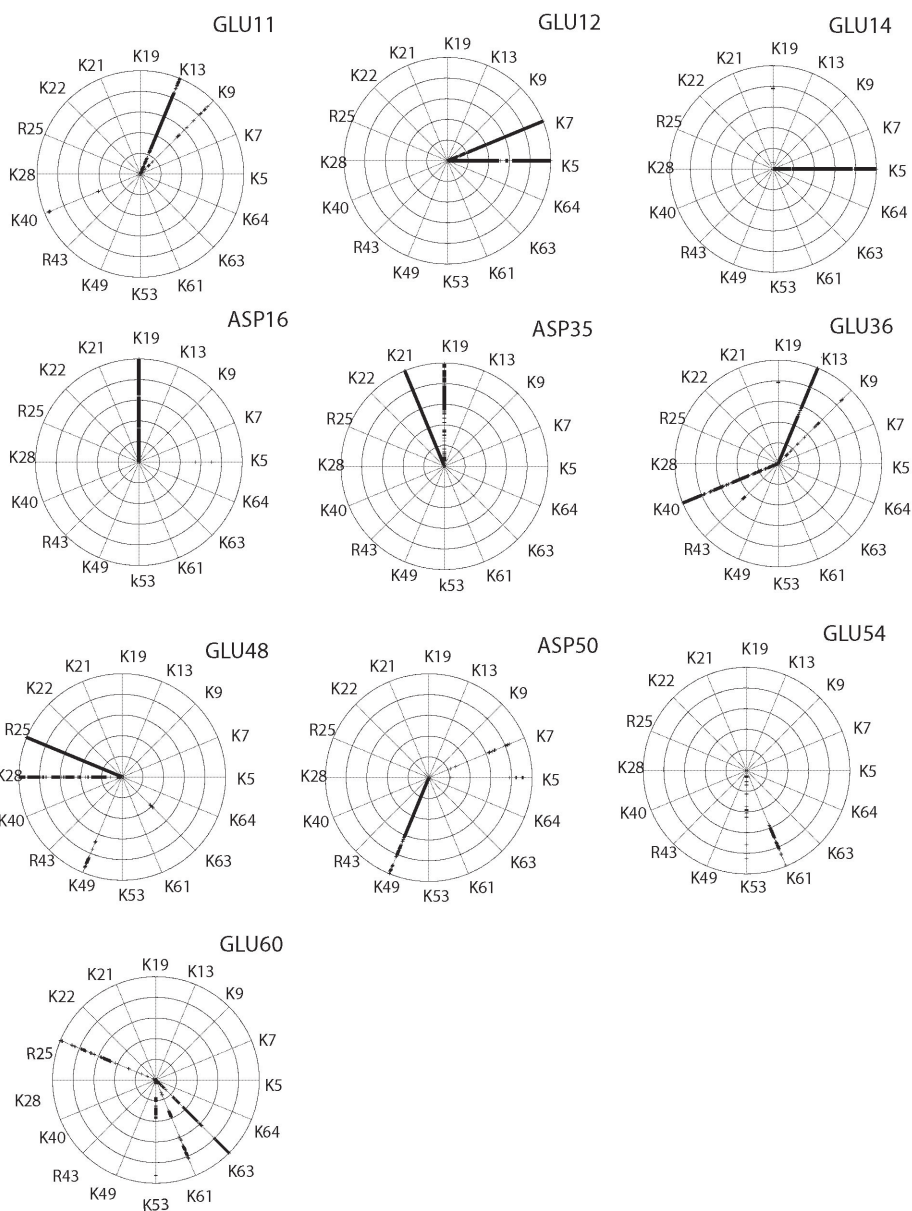 GLU11
K19
K21 K13
K22 K9
R25 K7
K28 K5
K40 K64
R43 K63
K49 K61
K53
GLU12
K19
K21 K13
K22 K9
R25 K7
K28 K5
K40 K64
R43 K63
K49 K61
K53
GLU14
K19
K21 K13
K22 K9
R25 K7
K28 K5
K40 K64
R43 K63
K49 K61
K53
ASP16
K19
K21 K13
K22 K9
R25 K7
K28 K5
K40 K64
R43 K63
K49 K61
k53
ASP35
K19
K21 K13
K22 K9
R25 K7
K28 K5
K40 K64
R43 K63
K49 K61
k53
GLU36
K19
K21 K13
K22 K9
R25 K7
K28 K5
K40 K64
R43 K63
K49 K61
K53
GLU48
K19
K21 K13
K22 K9
R25 K7
K28 K5
K40 K64
R43 K63
K49 K61
K53
ASP50
K19
K21 K13
K22 K9
R25 K7
K28 K5
K40 K64
R43 K63
K49 K61
K53
GLU54
K19
K21 K13
K22 K9
R25 K7
K28 K5
K40 K64
R43 K63
K49 K61
K53
GLU60
K19
K21 K13
K22 K9
R25 K7
K28 K5
K40 K64
R43 K63
K49 K61
K53